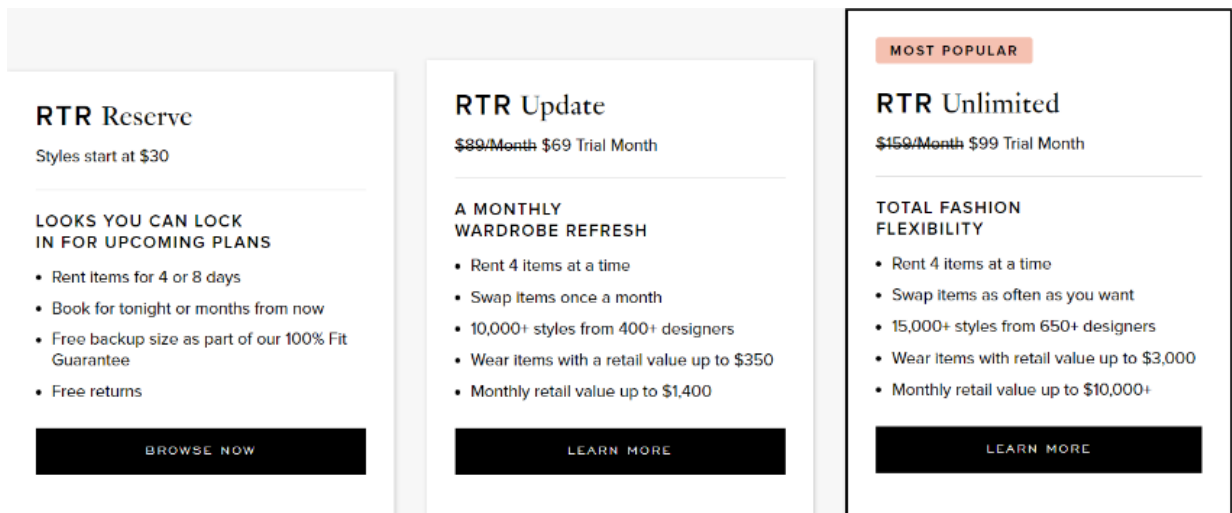 RTR Reserve
Styles start at $30
LOOKS YOU CAN LOCK
IN FOR UPCOMING PLANS
• Rent items for 4 or 8 days
• Book for tonight or months from now
• Free backup size as part of our 100% Fit
Guarantee
• Free returns
BROWSE NOW
RTR Update
$89/Month $69 Trial Month
A MONTHLY
WARDROBE REFRESH
• Rent 4 items at a time
• Swap items once a month
• 10,000+ styles from 400+ designers
• Wear items with a retail value up to $350
• Monthly retail value up to $1,400
LEARN MORE
MOST POPULAR
RTR Unlimited
$159/Month $99 Trial Month
TOTAL FASHION
FLEXIBILITY
• Rent 4 items at a time
• Swap items as often as you want
• 15,000+ styles from 650+ designers
• Wear items with retail value up to $3,000
• Monthly retail value up to $10,000+
LEARN MORE